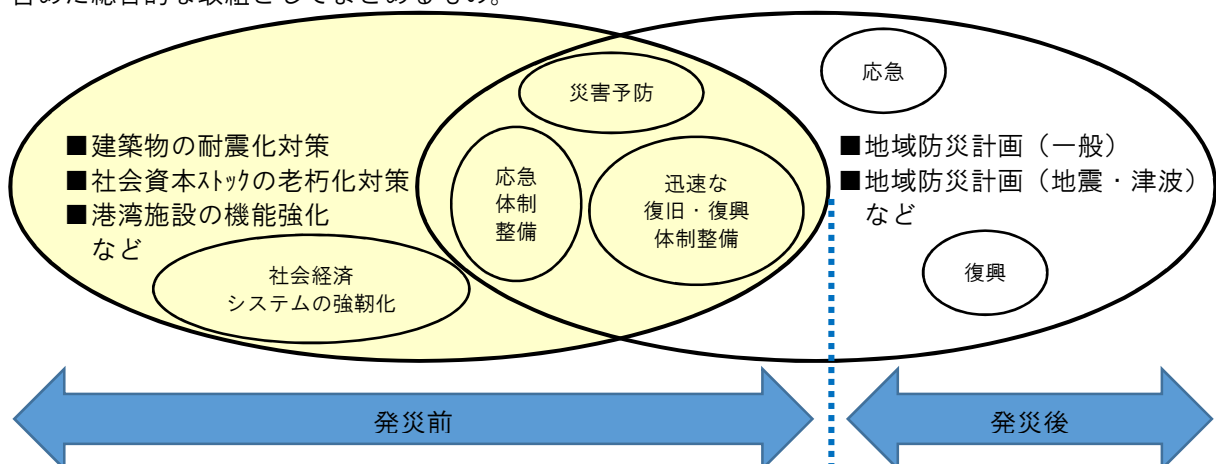 含めた総合的な取組としてまとめるもの。
災害予防
応急
■建築物の耐震化対策
■社会資本ｽﾄｯｸの老朽化対策
■港湾施設の機能強化
など
応急
体制
整備
迅速な
復旧・復興
体制整備
■地域防災計画（一般）
■地域防災計画（地震・津波）
など
社会経済
システムの強靭化
復興
発災前
発災後